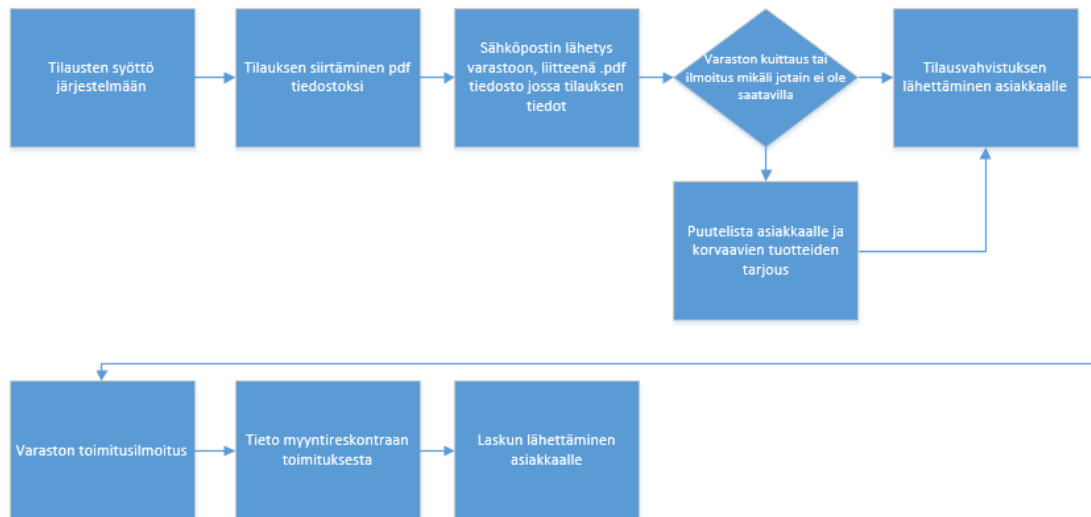 Tilausten syöttö
järjestelmään
Tilauksen siirtäminen pdf
tiedostoksi
Sähköpostin lähetys
varastoon, liitteenä .pdf
tiedosto jossa tilauksen
tiedot
Varaston kuittaus tai
ilmoitus mikäli jotain ei ole
saatavilla
Tilausvahvistuksen
lähettäminen asiakkaalle
Puutelista asiakkaalle ja
korvaavien tuotteiden
tarjous
Varaston toimitusilmoitus
Tieto myyntireskontraan
toimituksesta
Laskun lähettäminen
asiakkaalle